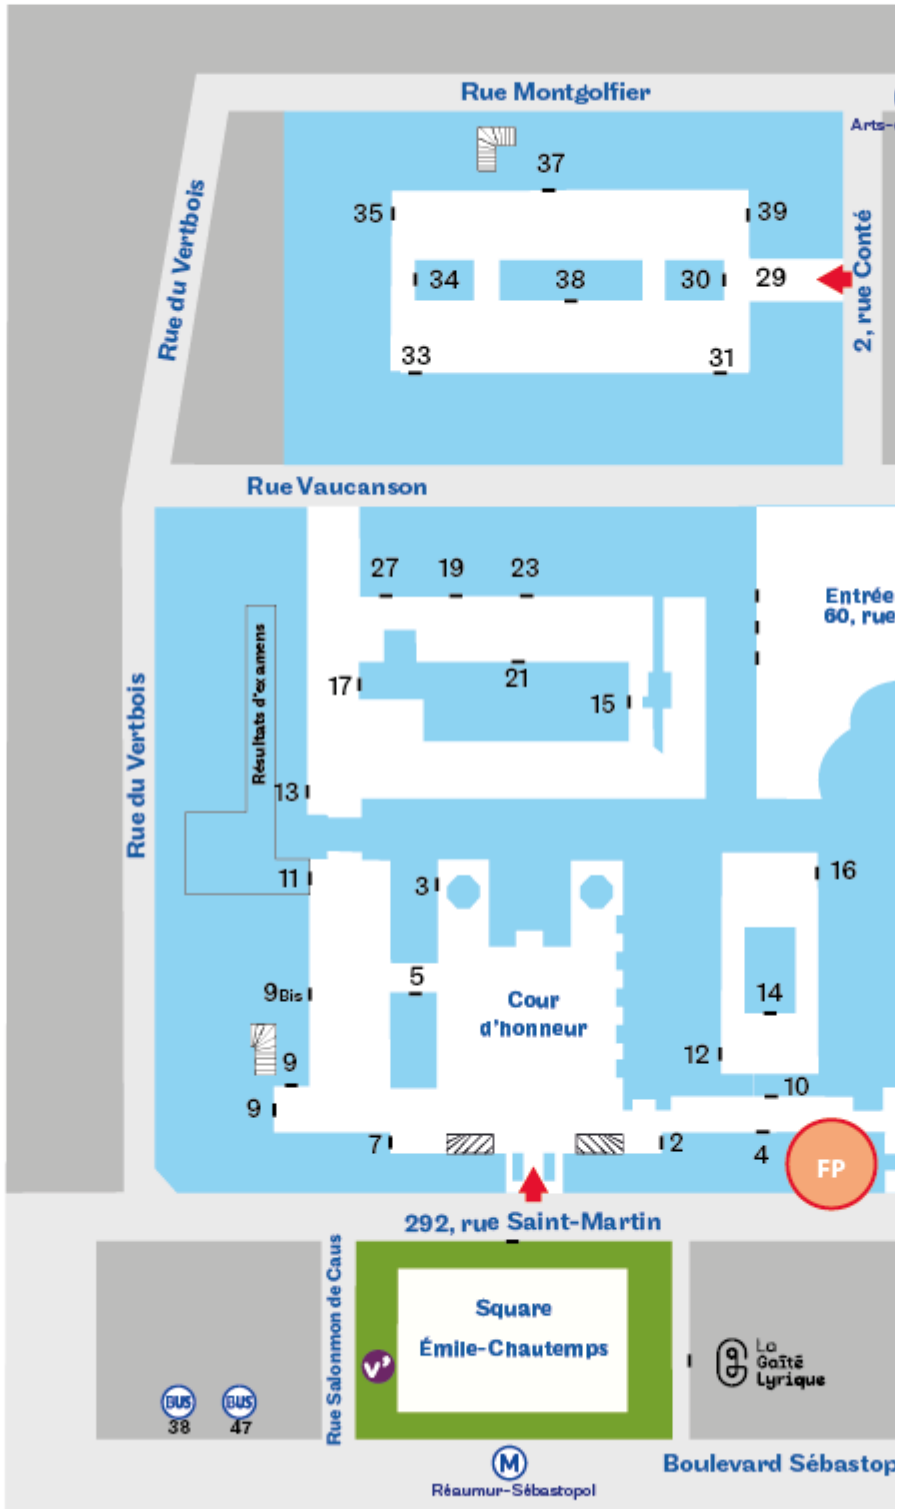 Rue Montgolfier
Arts-
37
35
39
Rue du Vertbois
2, rue Conté
34
38
30
29
33
31
Rue Vaucanson
27
19
23
Entrée
60, rue
Résultats d'examens
17
21
15
Rue du Vertbois
13
11
3
16
5
9Bis
Cour
d'honneur
14
12
9
10
9
7
2
4
FP
292, rue Saint-Martin
Rue Salonmon de Caus
Square
Émile-Chautemps
V'
La
Gaîté
Lyrique
BUS
BUS
38
47
M
Boulevard Sébastop
Réaumur-Sébastopol